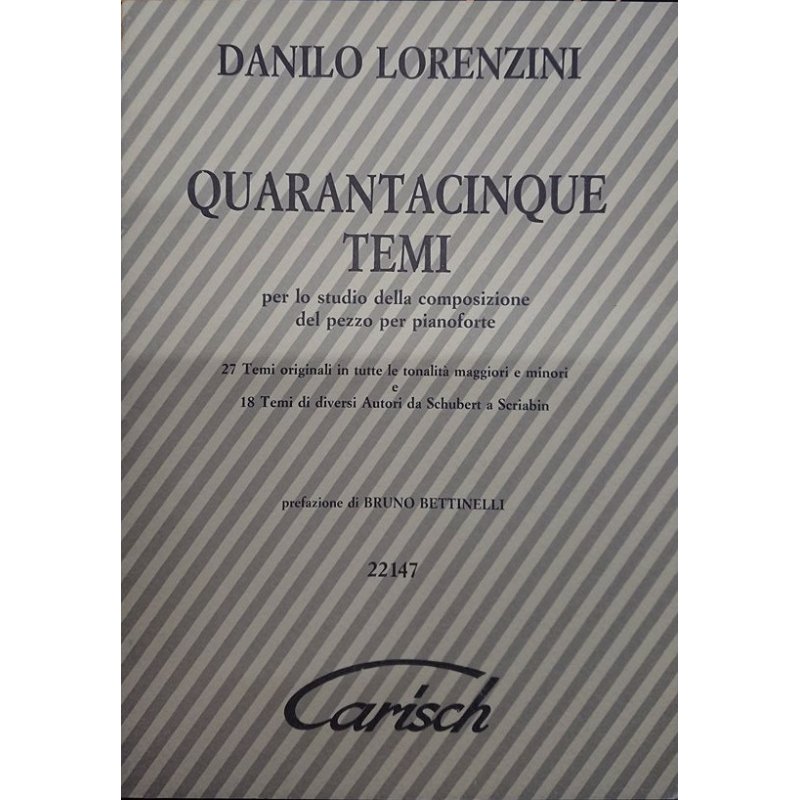 DANILO LORENZINI
QUARANTACINQUE
TEMI
per lo studio della composizione
del pezzo per pianoforte
27 Temi originali in tutte le tonalità maggiori e minori
e
18 Temi di diversi Autori da Schubert a Scriabin
prefazione di BRUNO BETTINELLI
22147
Carisch